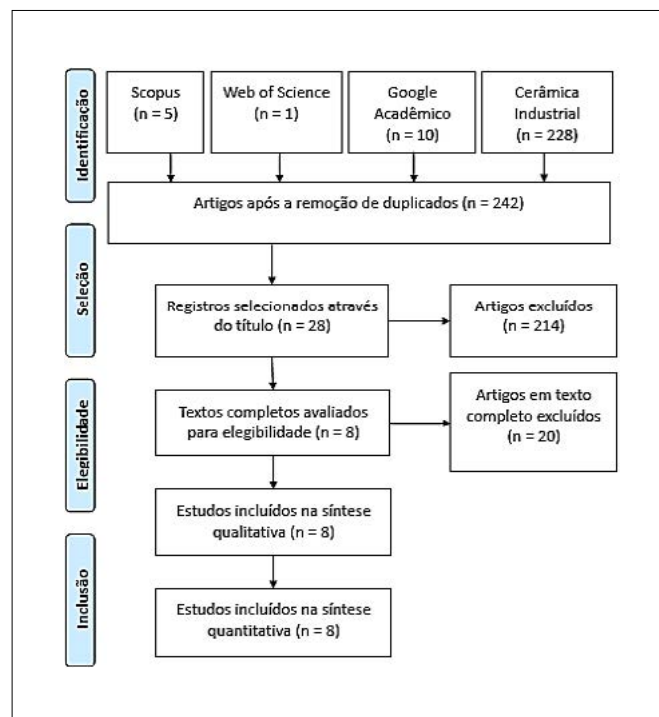 Identificação
Scopus
(n = 5)
Web of Science
(n = 1)
Google
Acadêmico
(n = 10)
Cerâmica
Industrial
(n = 228)
Artigos após a remoção de duplicados (n = 242)
Seleção
Registros selecionados através
do título (n = 28)
Artigos excluídos
(n = 214)
Elegibilidade
Textos completos avaliados
para elegibilidade (n = 8)
Artigos em texto
completo excluídos
(n = 20)
Estudos incluídos na síntese
qualitativa (n = 8)
Inclusão
Estudos incluídos na síntese
quantitativa (n = 8)